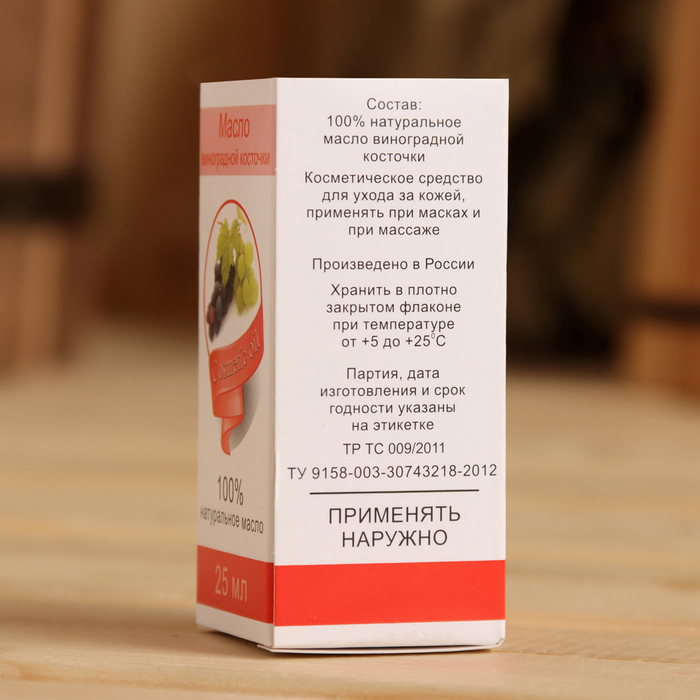 Масло
виноградной косточки
Cosmetic oil
100%
натуральное масло
25 мл
Состав:
100% натуральное
масло виноградной
косточки
Косметическое средство
для ухода за кожей,
применять при масках и
при массаже
Произведено в России
Хранить в плотно
закрытом флаконе
при температуре
от +5 до +25°С
Партия, дата
изготовления и срок
годности указаны
на этикетке
ТР ТС 009/2011
ТУ 9158-003-30743218-2012
ПРИМЕНЯТЬ
НАРУЖНО